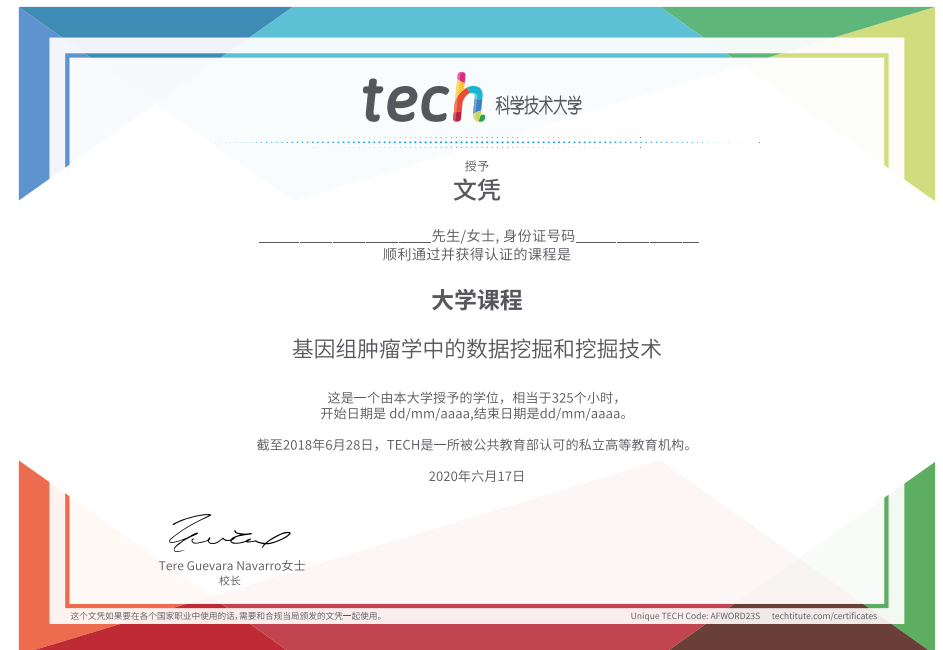 tech 科学技术大学
授予
文凭
_____________________先生/女士, 身份证号码_______________
顺利通过并获得认证的课程是
大学课程
基因组肿瘤学中的数据挖掘和挖掘技术
这是一个由本大学授予的学位，相当于325个小时，
开始日期是 dd/mm/aaaa,结束日期是dd/mm/aaaa。
截至2018年6月28日，TECH是一所被公共教育部认可的私立高等教育机构。
2020年六月17日
Tere Guevara Navarro女士
校长
这个文凭如果要在各个国家职业中使用的话,需要和合规当局颁发的文凭一起使用。
Unique TECH Code: AFWORD23S techtitute.com/certificates